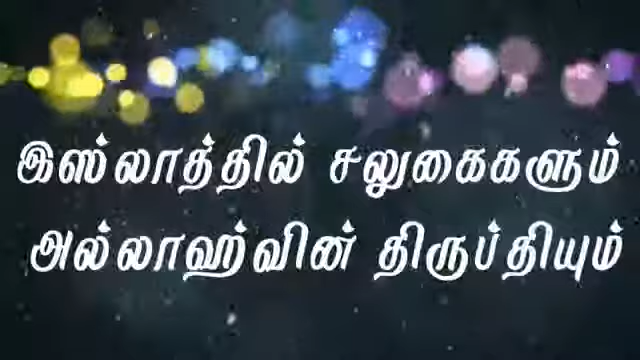 இஸ்லாத்தில் சலுகைகளும்
அல்லாஹ்வின் திருப்தியும்